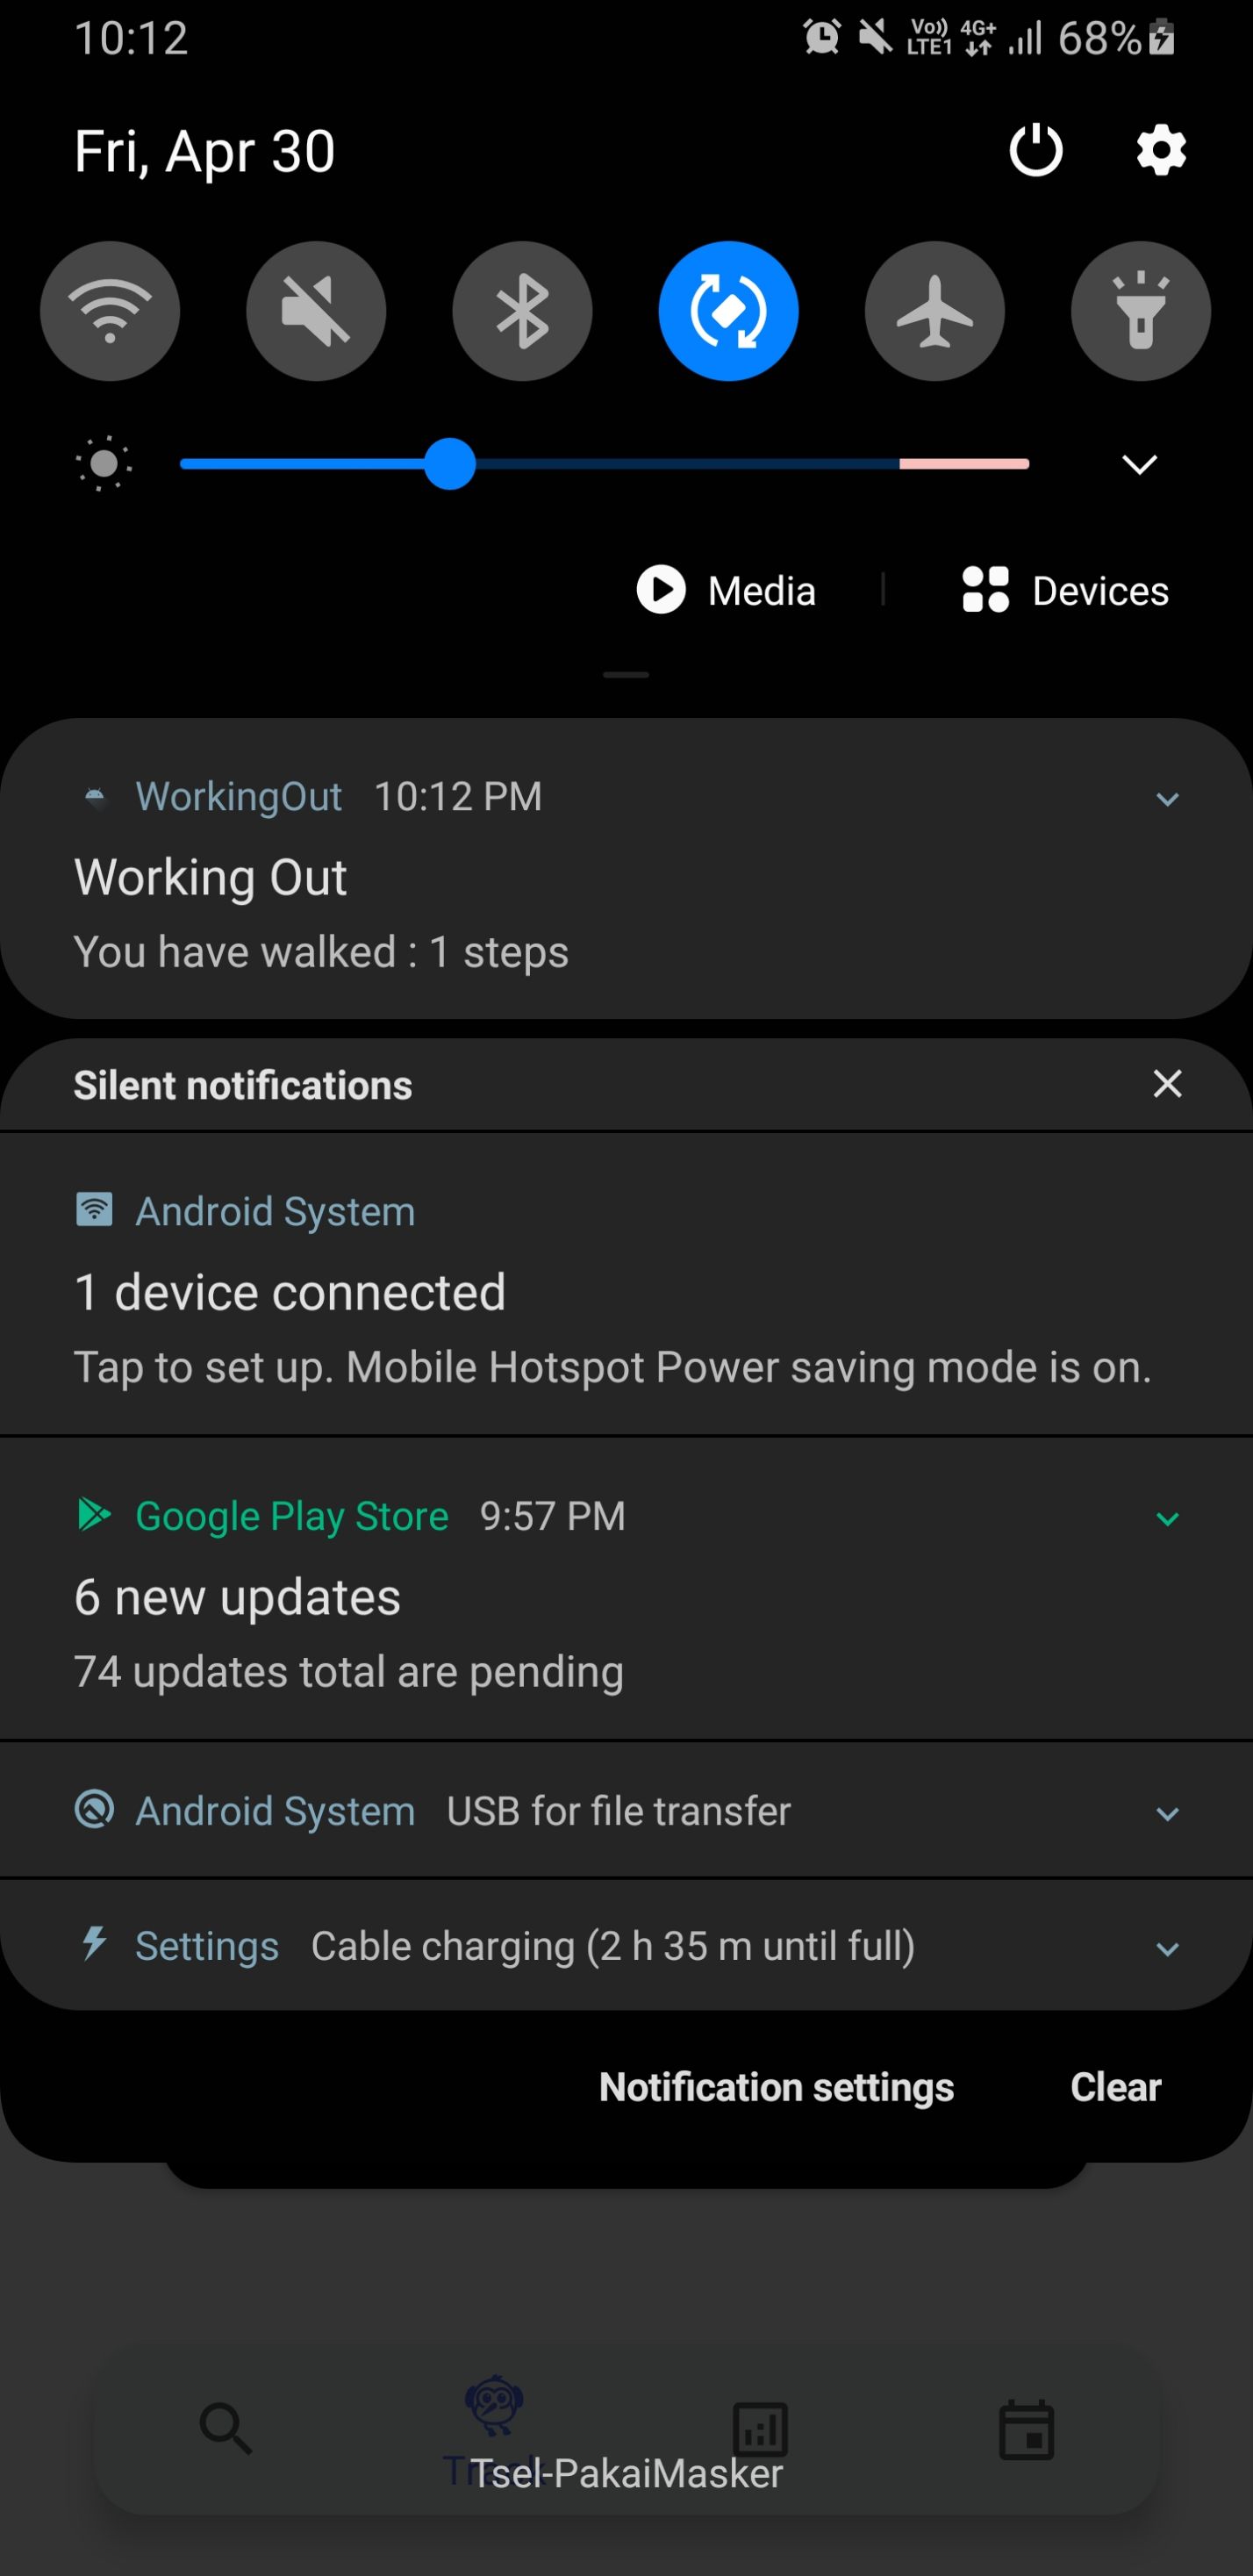 10:12 Vo)) LTE1 4G+ 68%
Fri, Apr 30
Media Devices
WorkingOut 10:12 PM
Working Out
You have walked : 1 steps
Silent notifications
Android System
1 device connected
Tap to set up. Mobile Hotspot Power saving mode is on.
Google Play Store 9:57 PM
6 new updates
74 updates total are pending
Android System USB for file transfer
Settings Cable charging (2 h 35 m until full)
Notification settings Clear
Tsel-PakaiMasker